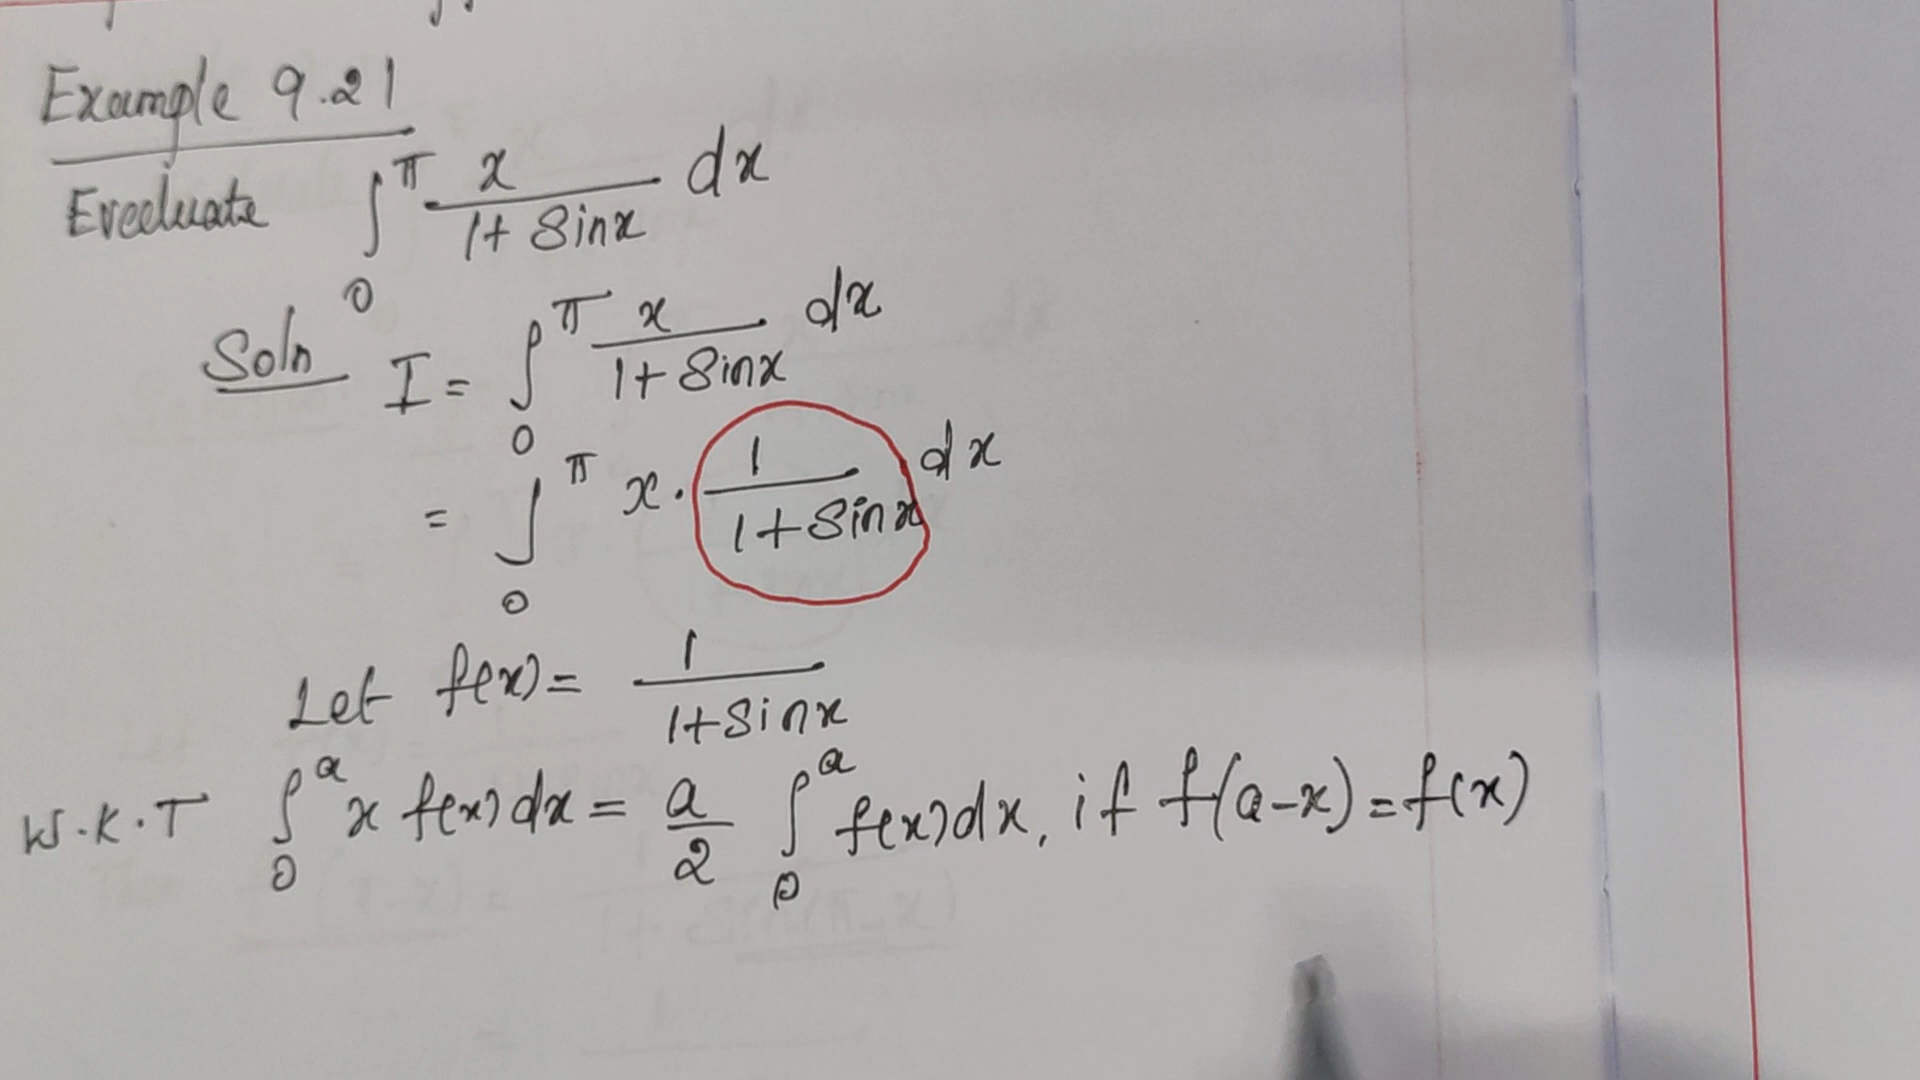 Example 9.21
Evaluate ∫₀^π x/(1+Sinx) dx
Soln I = ∫₀^π x/(1+Sinx) dx
= ∫₀^π x · 1/(1+Sinx) dx
Let f(x) = 1/(1+Sinx)
W.K.T ∫₀^a x f(x) dx = a/2 ∫₀^a f(x) dx, if f(a-x) = f(x)